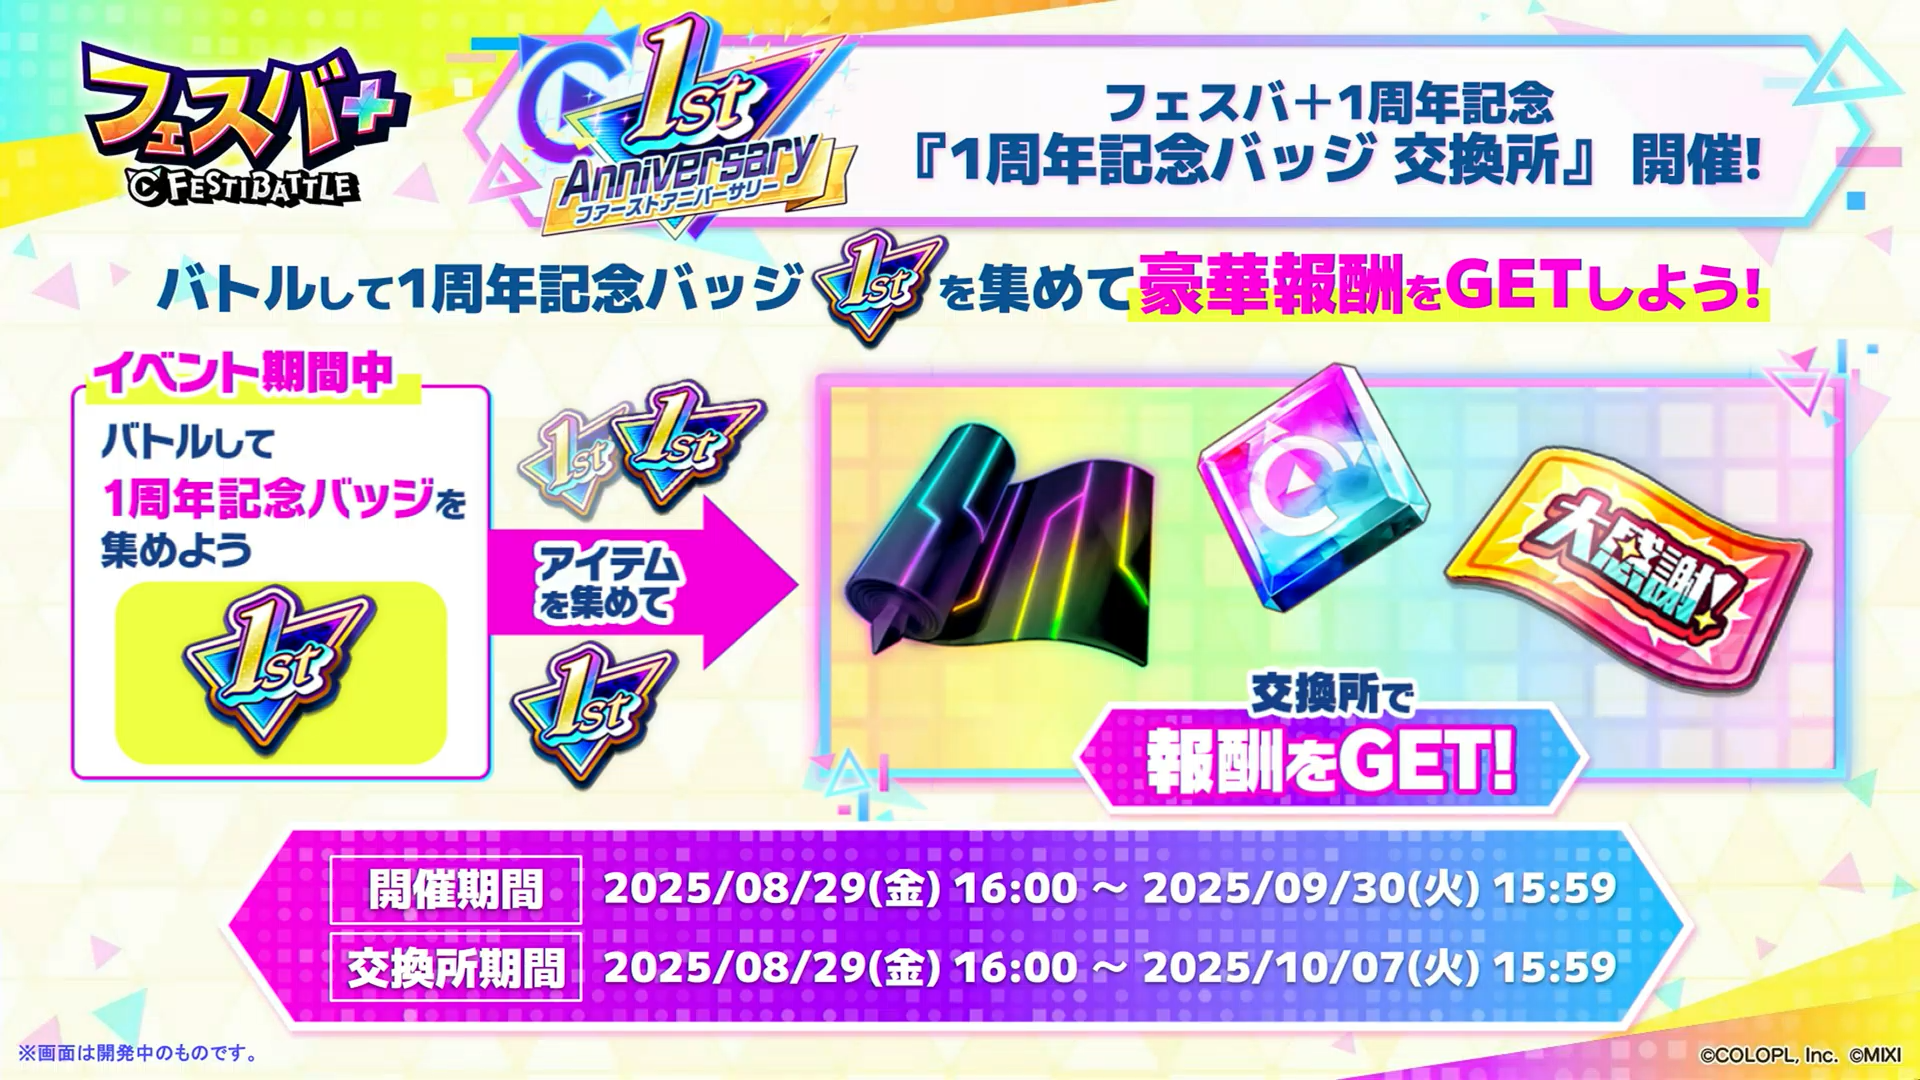 フェスバ+
FESTIBATTLE
1st
Anniversary
ファーストアニバーサリー
フェスバ＋1周年記念
『1周年記念バッジ 交換所』 開催!
バトルして1周年記念バッジ 1st を集めて豪華報酬をGETしよう!
イベント期間中
バトルして
1周年記念バッジを
集めよう
1st
1st
1st
アイテム
を集めて
1st
大感謝!
交換所で
報酬をGET!
開催期間 2025/08/29(金) 16:00 ～ 2025/09/30(火) 15:59
交換所期間 2025/08/29(金) 16:00 ～ 2025/10/07(火) 15:59
※画面は開発中のものです。
©COLOPL, Inc. ©MIXI